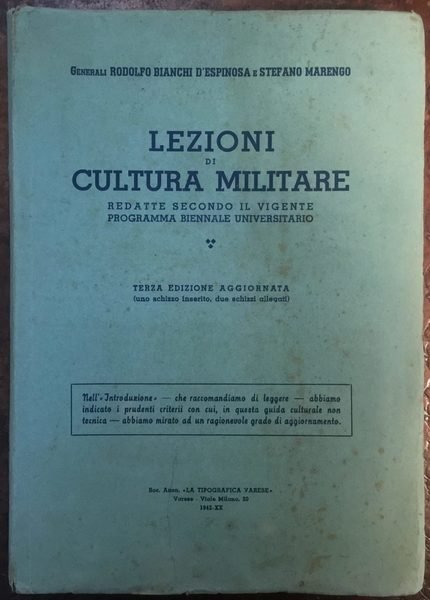 GENERALI RODOLFO BIANCHI D'ESPINOSA E STEFANO MARENGO
LEZIONI
DI
CULTURA MILITARE
REDATTE SECONDO IL VIGENTE
PROGRAMMA BIENNALE UNIVERSITARIO
TERZA EDIZIONE AGGIORNATA
(uno schizzo inserito, due schizzi allegati)
Nell'«Introduzione» — che raccomandiamo di leggere — abbiamo
indicato i prudenti criterii con cui, in questa guida culturale non
tecnica — abbiamo mirato ad un ragionevole grado di aggiornamento.
Soc. Anon. «LA TIPOGRAFICA VARESE»
Varese - Viale Milano, 20
1942-XX